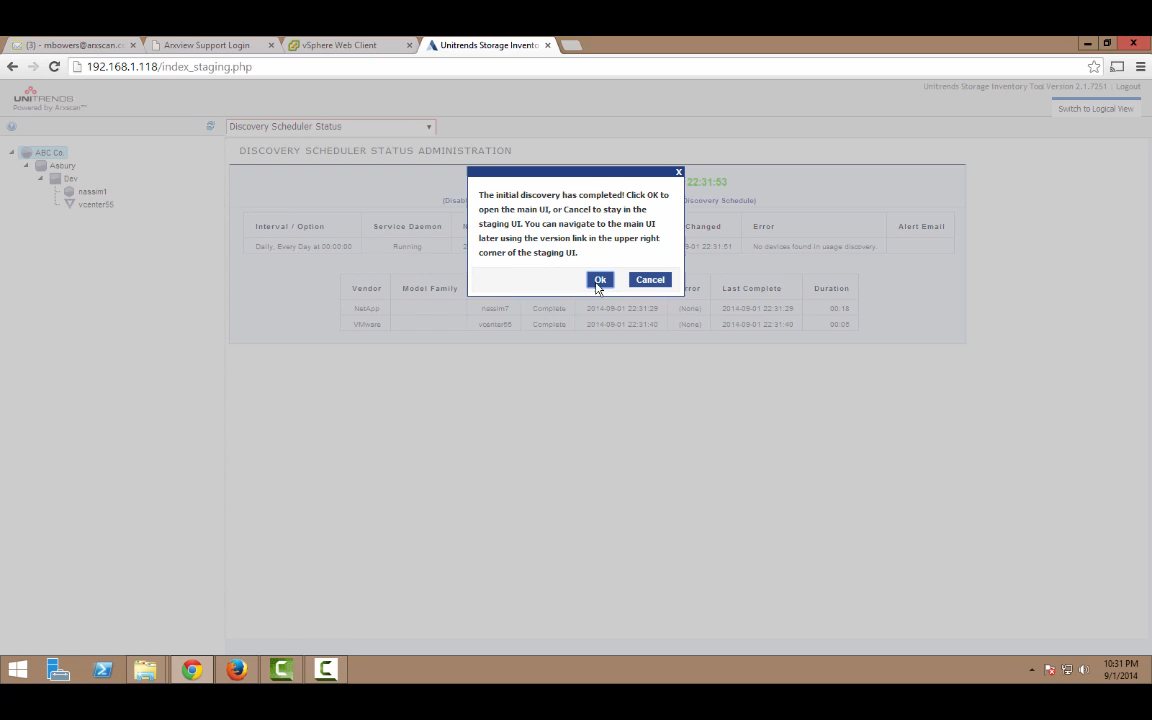 (3) - mbowers@arxscan.c
Arxview Support Login
vSphere Web Client
Unitrends Storage Invento
192.168.1.118/index_staging.php
Unitrends Storage Inventory Tool Version 2.1.7251 | Logout
UNITRENDS
Powered by Arxscan™
Switch to Logical View
Discovery Scheduler Status
ABC Co.
Asbury
Dev
nassim1
vcenter55
DISCOVERY SCHEDULER STATUS ADMINISTRATION
22:31:53
(Disabl
Discovery Schedule)
Interval / Option
Service Daemon
N
Changed
Error
Alert Email
Daily, Every Day at 00:00:00
Running
2
9-01 22:31:51
No devices found in usage discovery.
X
The initial discovery has completed! Click OK to
open the main UI, or Cancel to stay in the
staging UI. You can navigate to the main UI
later using the version link in the upper right
corner of the staging UI.
Ok
Cancel
Vendor
Model Family
rror
Last Complete
Duration
NetApp
nassim7
Complete
2014-09-01 22:31:29
(None)
2014-09-01 22:31:29
00:18
VMware
vcenter55
Complete
2014-09-01 22:31:40
(None)
2014-09-01 22:31:40
00:05
10:31 PM
9/1/2014